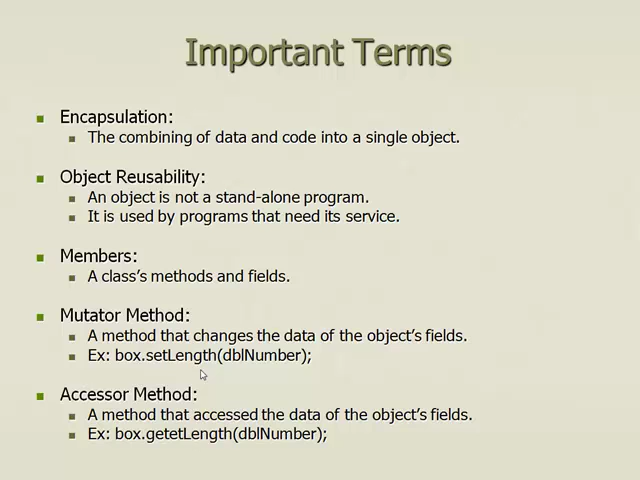 Important Terms
Encapsulation:
The combining of data and code into a single object.
Object Reusability:
An object is not a stand-alone program.
It is used by programs that need its service.
Members:
A class's methods and fields.
Mutator Method:
A method that changes the data of the object's fields.
Ex: box.setLength(dblNumber);
Accessor Method:
A method that accessed the data of the object's fields.
Ex: box.getetLength(dblNumber);